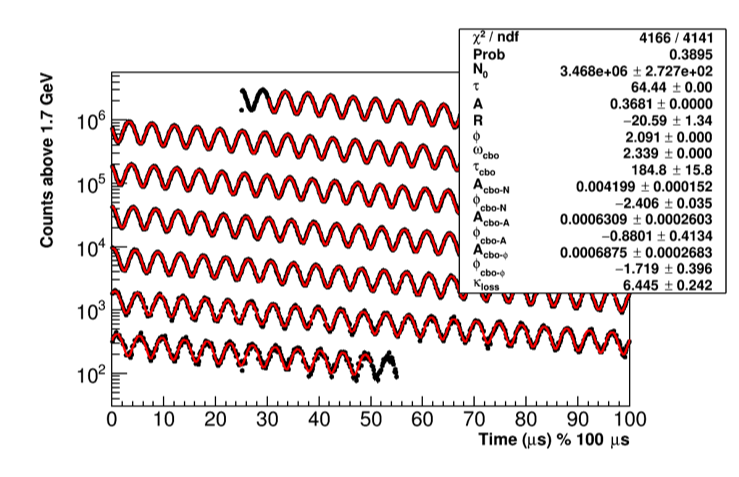 χ² / ndf 4166 / 4141
Prob 0.3895
N₀ 3.468e+06 ± 2.727e+02
τ 64.44 ± 0.00
A 0.3681 ± 0.0000
R −20.59 ± 1.34
ϕ 2.091 ± 0.000
ω_cbo 2.339 ± 0.000
τ_cbo 184.8 ± 15.8
A_cbo-N 0.004199 ± 0.000152
ϕ_cbo-N −2.406 ± 0.035
A_cbo-A 0.0006309 ± 0.0002603
ϕ_cbo-A −0.8801 ± 0.4134
A_cbo-ϕ 0.0006875 ± 0.0002683
ϕ_cbo-ϕ −1.719 ± 0.396
κ_loss 6.445 ± 0.242
Counts above 1.7 GeV
10⁶
10⁵
10⁴
10³
10²
0 10 20 30 40 50 60 70 80 90 100
Time (μs) % 100 μs